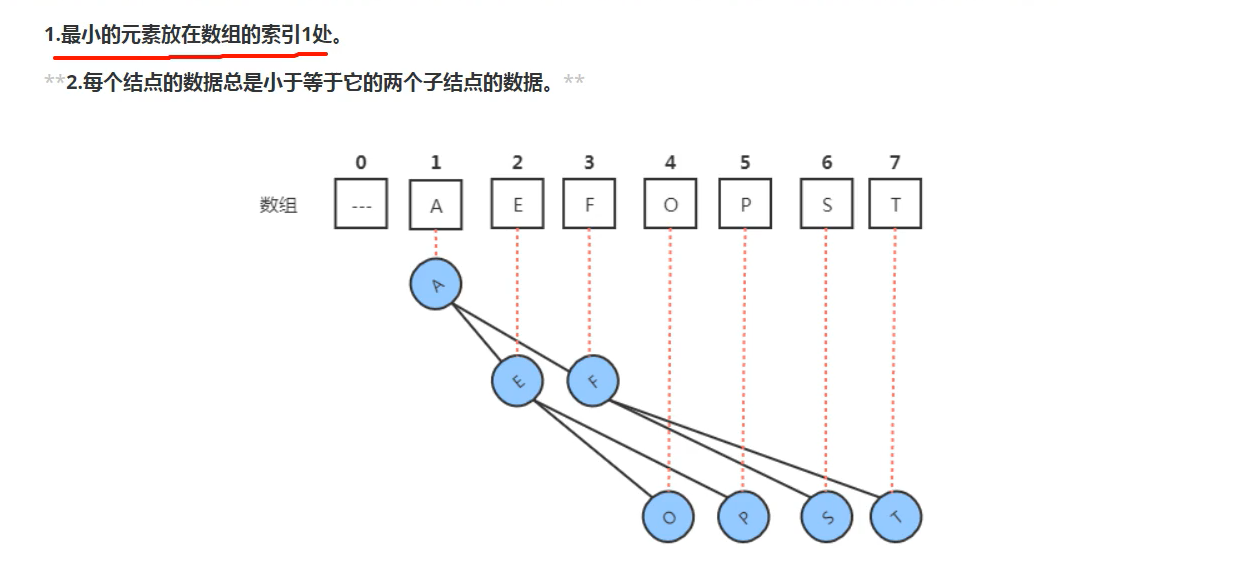 1.最小的元素放在数组的索引1处。
**2.每个结点的数据总是小于等于它的两个子结点的数据。**
0 1 2 3 4 5 6 7
数组 --- A E F O P S T
A
E F
O P S T